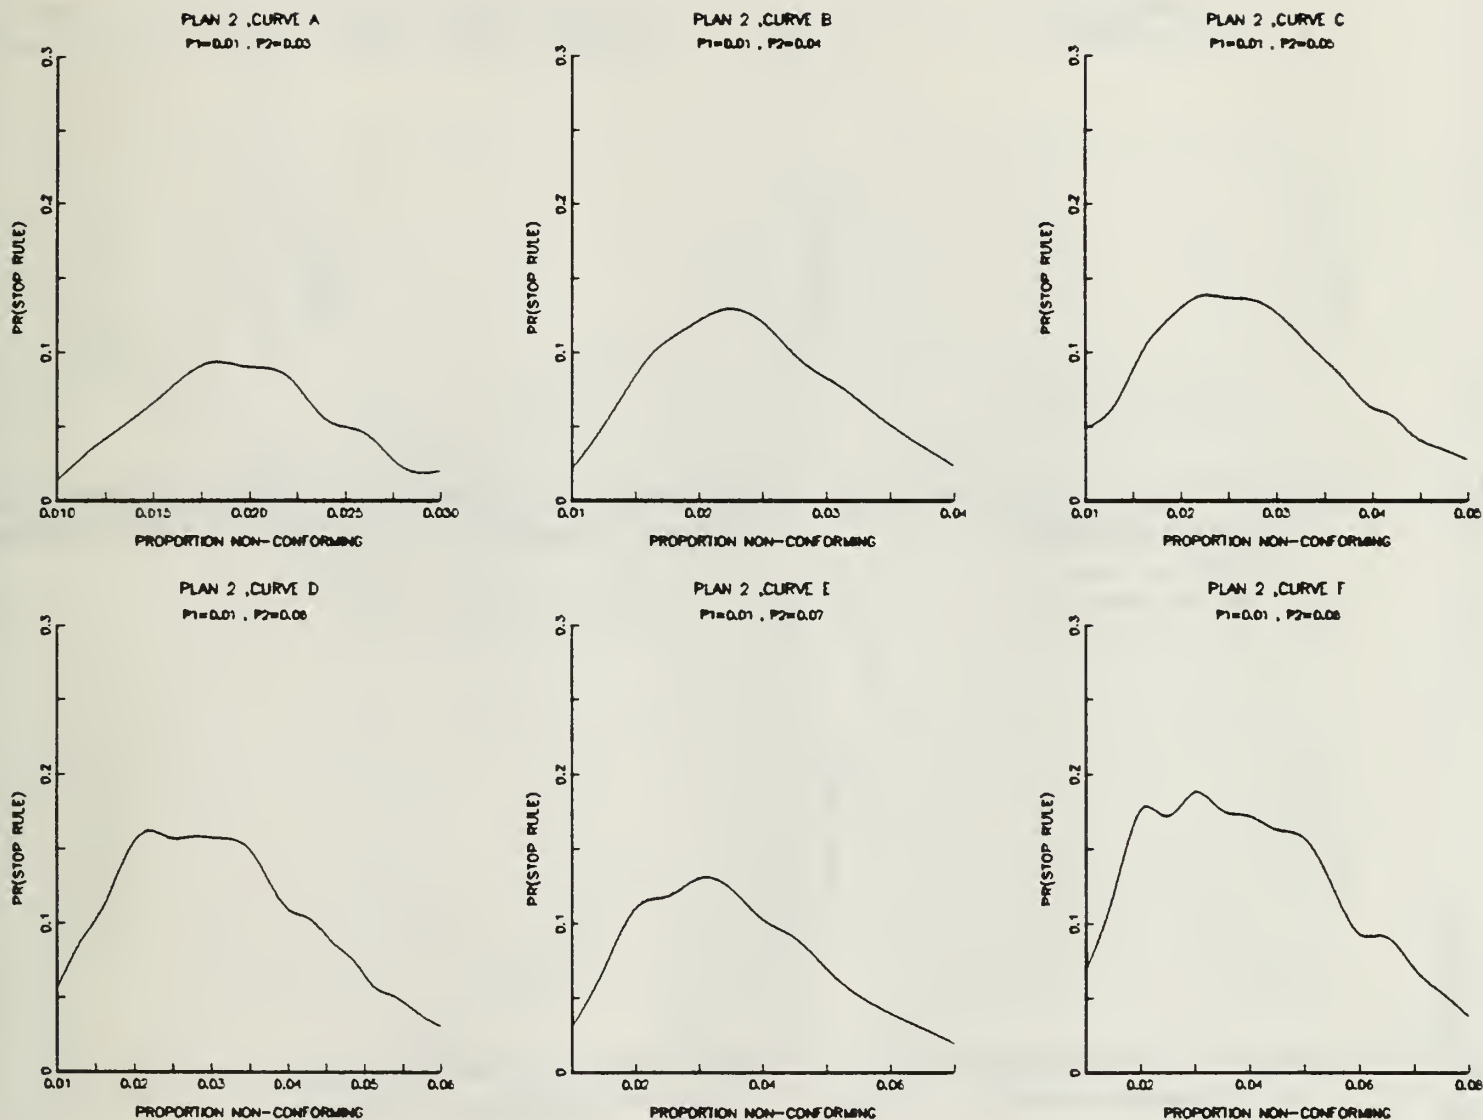 PLAN 2 ,CURVE A
P1=0.01 , P2=0.03
PR(STOP RULE)
0.3
0.2
0.1
0
0.010 0.015 0.020 0.025 0.030
PROPORTION NON-CONFORMING
PLAN 2 ,CURVE B
P1=0.01 , P2=0.04
PR(STOP RULE)
0.3
0.2
0.1
0
0.01 0.02 0.03 0.04
PROPORTION NON-CONFORMING
PLAN 2 ,CURVE C
P1=0.01 , P2=0.05
PR(STOP RULE)
0.3
0.2
0.1
0
0.01 0.02 0.03 0.04 0.05
PROPORTION NON-CONFORMING
PLAN 2 ,CURVE D
P1=0.01 , P2=0.06
PR(STOP RULE)
0.3
0.2
0.1
0
0.01 0.02 0.03 0.04 0.05 0.06
PROPORTION NON-CONFORMING
PLAN 2 ,CURVE E
P1=0.01 , P2=0.07
PR(STOP RULE)
0.3
0.2
0.1
0
0.02 0.04 0.06
PROPORTION NON-CONFORMING
PLAN 2 ,CURVE F
P1=0.01 , P2=0.08
PR(STOP RULE)
0.3
0.2
0.1
0
0.02 0.04 0.06 0.08
PROPORTION NON-CONFORMING